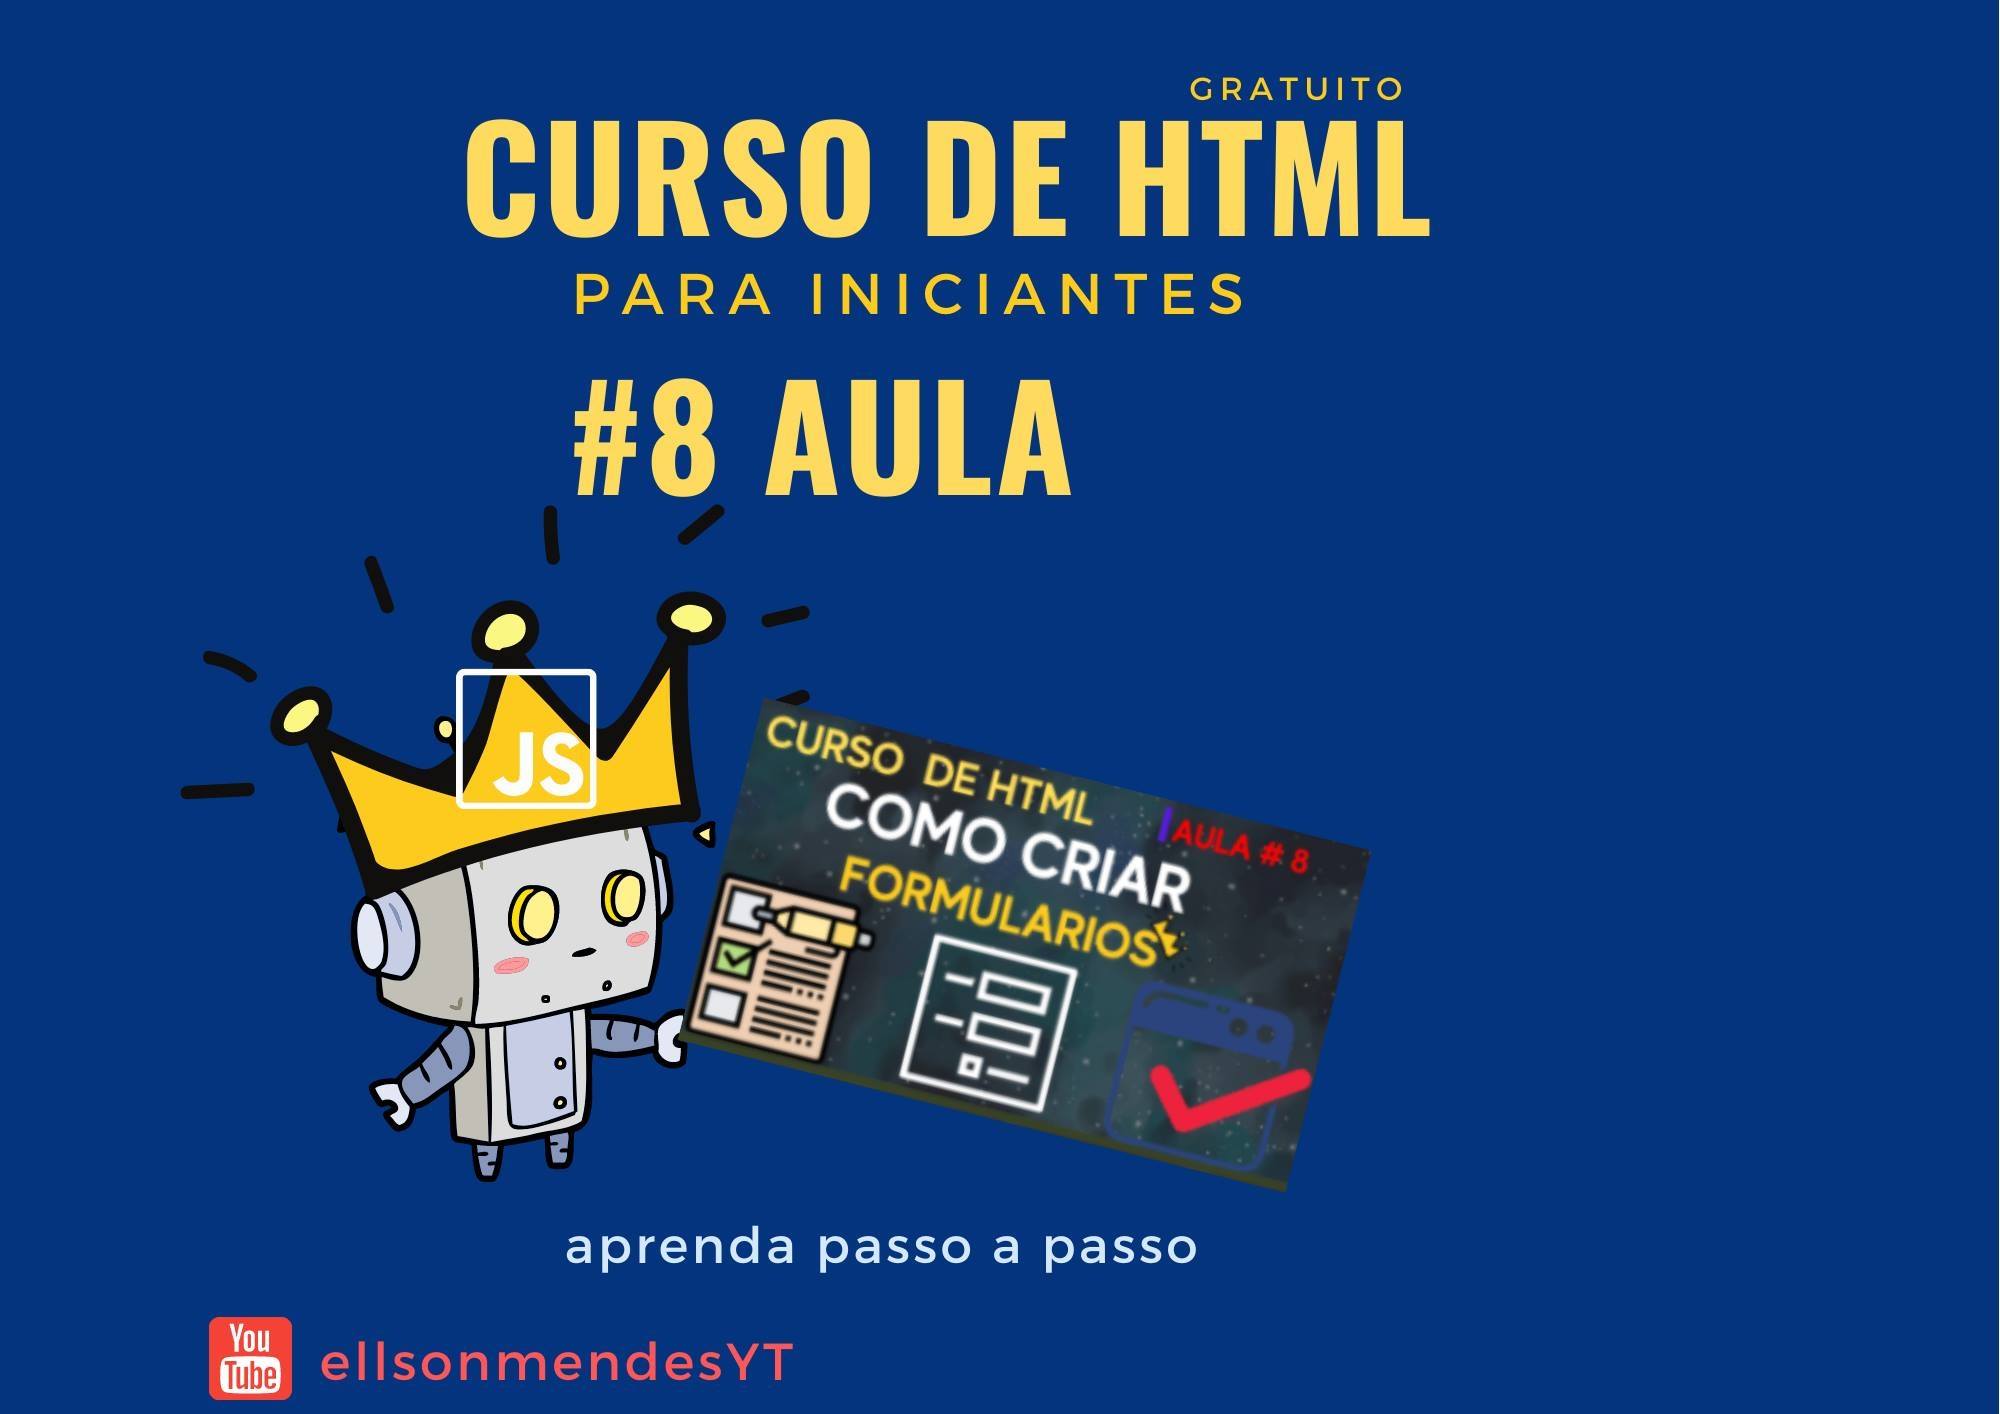 GRATUITO
CURSO DE HTML
PARA INICIANTES
#8 AULA
JS
CURSO DE HTML
COMO CRIAR
AULA # 8
FORMULARIOS
aprenda passo a passo
You
Tube
ellsonmendesYT